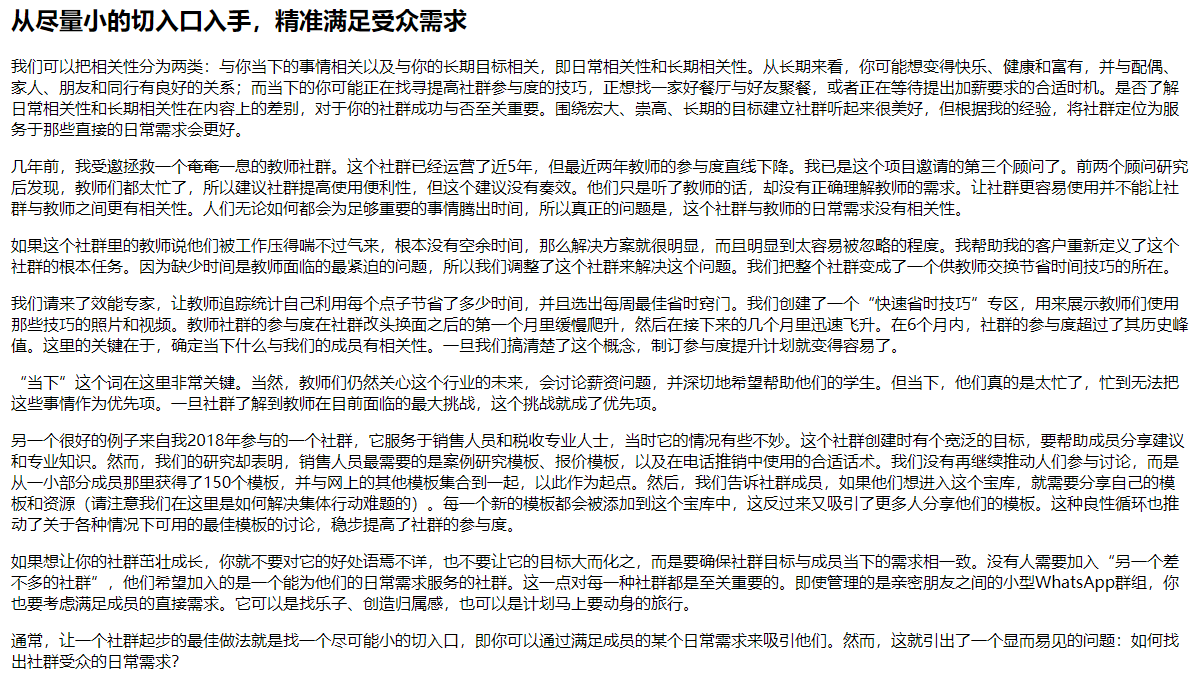 从尽量小的切入口入手，精准满足受众需求
我们可以把相关性分为两类：与你当下的事情相关以及与你的长期目标相关，即日常相关性和长期相关性。从长期来看，你可能想变得快乐、健康和富有，并与配偶、
家人、朋友和同行有良好的关系；而当下的你可能正在找寻提高社群参与度的技巧，正想找一家好餐厅与好友聚餐，或者正在等待提出加薪要求的合适时机。是否了解
日常相关性和长期相关性在内容上的差别，对于你的社群成功与否至关重要。围绕宏大、崇高、长期的目标建立社群听起来很美好，但根据我的经验，将社群定位为服
务于那些直接的日常需求会更好。
几年前，我受邀拯救一个奄奄一息的教师社群。这个社群已经运营了近5年，但最近两年教师的参与度直线下降。我已是这个项目邀请的第三个顾问了。前两个顾问研究
后发现，教师们都太忙了，所以建议社群提高使用便利性，但这个建议没有奏效。他们只是听了教师的话，却没有正确理解教师的需求。让社群更容易使用并不能让社
群与教师之间更有相关性。人们无论如何都会为足够重要的事情腾出时间，所以真正的问题是，这个社群与教师的日常需求没有相关性。
如果这个社群里的教师说他们被工作压得喘不过气来，根本没有空余时间，那么解决方案就很明显，而且明显到太容易被忽略的程度。我帮助我的客户重新定义了这个
社群的根本任务。因为缺少时间是教师面临的最紧迫的问题，所以我们调整了这个社群来解决这个问题。我们把整个社群变成了一个供教师交换节省时间技巧的所在。
我们请来了效能专家，让教师追踪统计自己利用每个点子节省了多少时间，并且选出每周最佳省时窍门。我们创建了一个“快速省时技巧”专区，用来展示教师们使用
那些技巧的照片和视频。教师社群的参与度在社群改头换面之后的第一个月里缓慢爬升，然后在接下来的几个月里迅速飞升。在6个月内，社群的参与度超过了其历史峰
值。这里的关键在于，确定当下什么与我们的成员有相关性。一旦我们搞清楚了这个概念，制订参与度提升计划就变得容易了。
“当下”这个词在这里非常关键。当然，教师们仍然关心这个行业的未来，会讨论薪资问题，并深切地希望帮助他们的学生。但当下，他们真的是太忙了，忙到无法把
这些事情作为优先项。一旦社群了解到教师在目前面临的最大挑战，这个挑战就成了优先项。
另一个很好的例子来自我2018年参与的一个社群，它服务于销售人员和税收专业人士，当时它的情况有些不妙。这个社群创建时有个宽泛的目标，要帮助成员分享建议
和专业知识。然而，我们的研究却表明，销售人员最需要的是案例研究模板、报价模板，以及在电话推销中使用的合适话术。我们没有再继续推动人们参与讨论，而是
从一小部分成员那里获得了150个模板，并与网上的其他模板集合到一起，以此作为起点。然后，我们告诉社群成员，如果他们想进入这个宝库，就需要分享自己的模
板和资源（请注意我们在这里是如何解决集体行动难题的）。每一个新的模板都会被添加到这个宝库中，这反过来又吸引了更多人分享他们的模板。这种良性循环也推
动了关于各种情况下可用的最佳模板的讨论，稳步提高了社群的参与度。
如果想让你的社群茁壮成长，你就不要对它的好处语焉不详，也不要让它的目标大而化之，而是要确保社群目标与成员当下的需求相一致。没有人需要加入“另一个差
不多的社群”，他们希望加入的是一个能为他们的日常需求服务的社群。这一点对每一种社群都是至关重要的。即使管理的是亲密朋友之间的小型WhatsApp群组，你
也要考虑满足成员的直接需求。它可以是找乐子、创造归属感，也可以是计划马上要动身的旅行。
通常，让一个社群起步的最佳做法就是找一个尽可能小的切入口，即你可以通过满足成员的某个日常需求来吸引他们。然而，这就引出了一个显而易见的问题：如何找
出社群受众的日常需求？